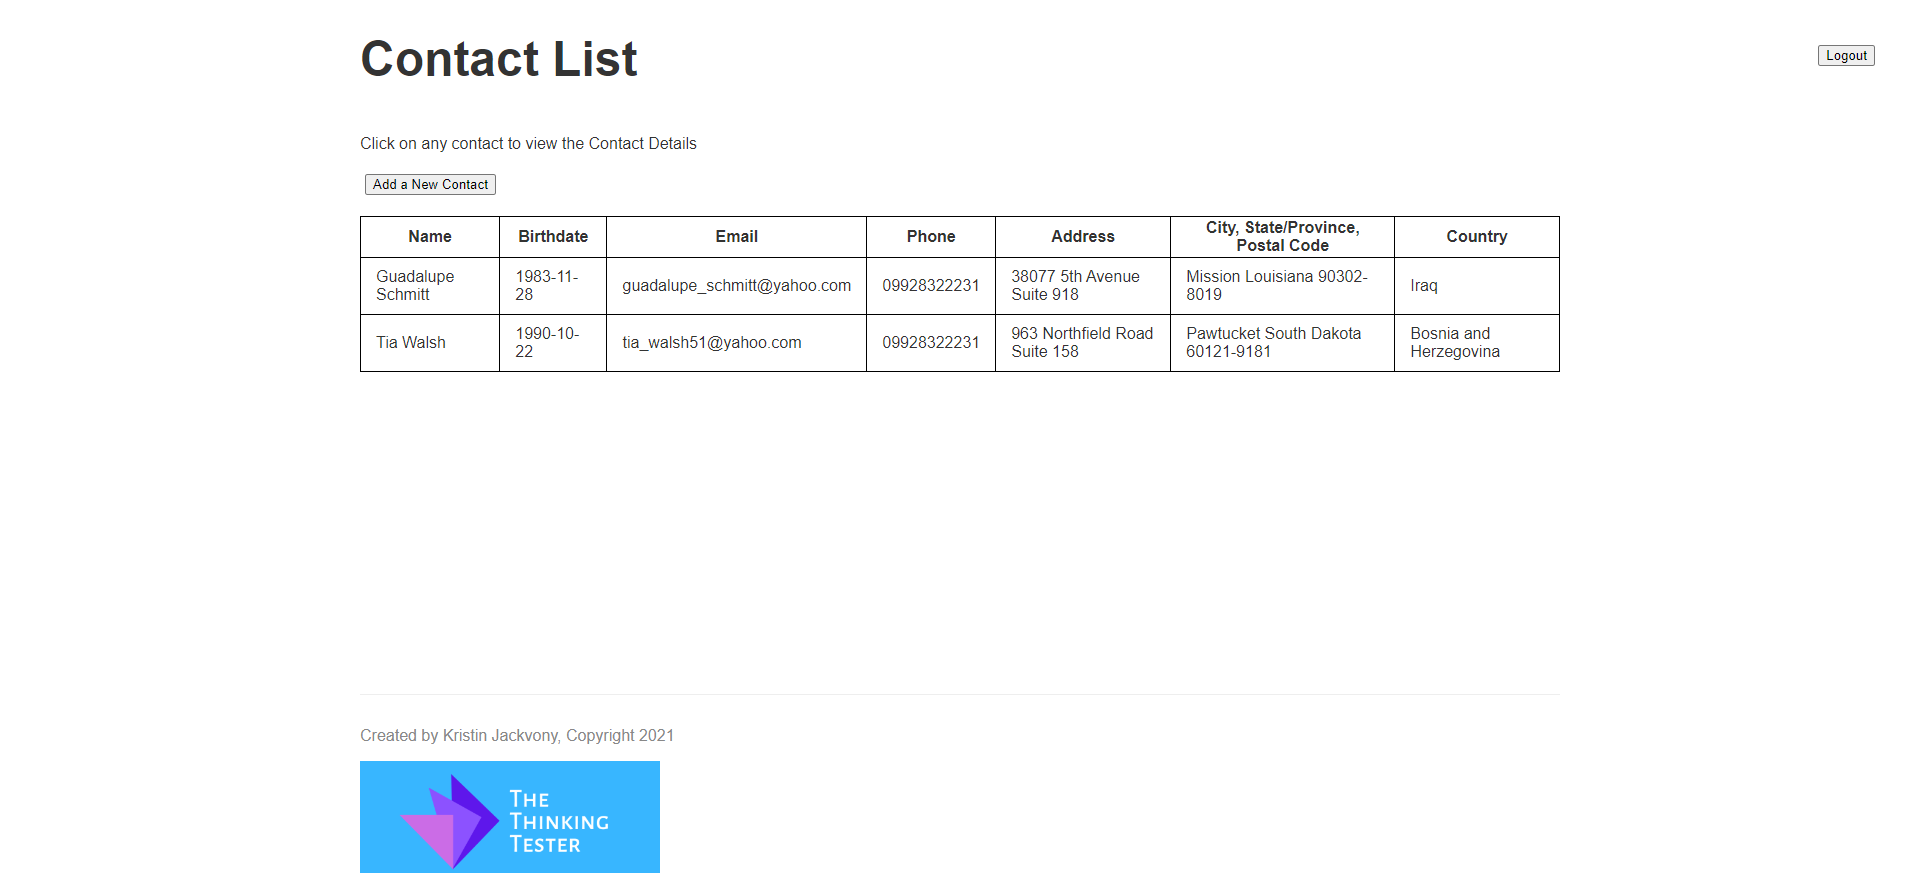 Contact List
Logout
Click on any contact to view the Contact Details
Add a New Contact
Name Birthdate Email Phone Address City, State/Province, Postal Code Country
Guadalupe Schmitt 1983-11-28 guadalupe_schmitt@yahoo.com 09928322231 38077 5th Avenue Suite 918 Mission Louisiana 90302-8019 Iraq
Tia Walsh 1990-10-22 tia_walsh51@yahoo.com 09928322231 963 Northfield Road Suite 158 Pawtucket South Dakota 60121-9181 Bosnia and Herzegovina
Created by Kristin Jackvony, Copyright 2021
THE
THINKING
TESTER